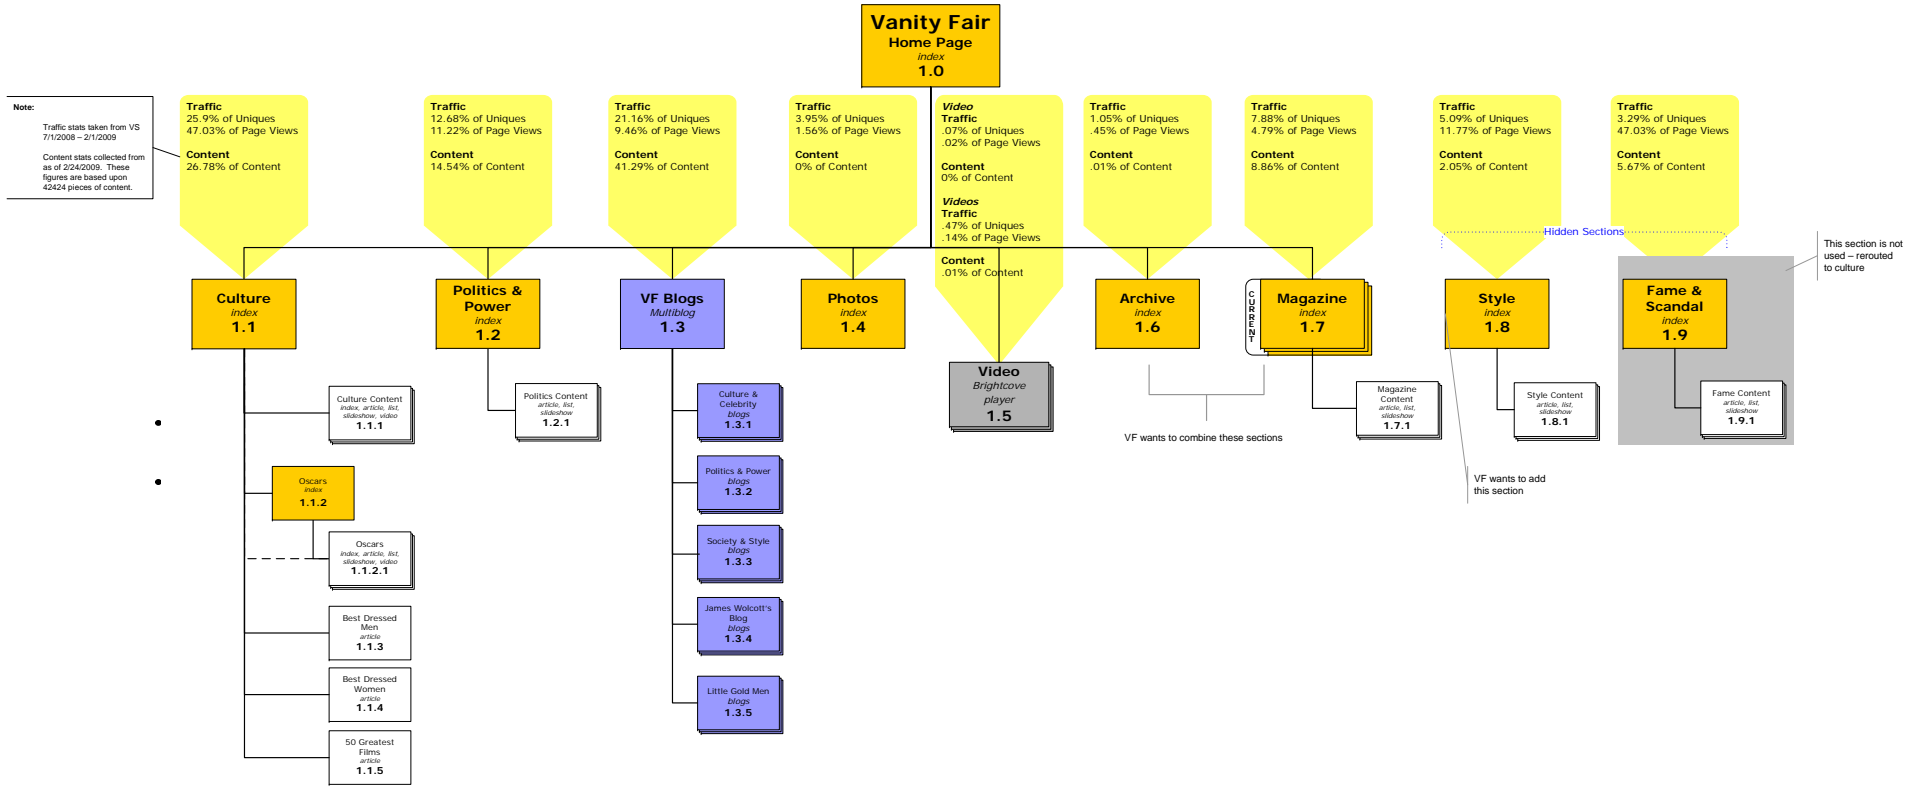 Vanity Fair
Home Page
index
1.0
Note:
Traffic stats taken from VS
7/1/2008 – 2/1/2009
Content stats collected from
as of 2/24/2009.  These
figures are based upon
42424 pieces of content.
Traffic
25.9% of Uniques
47.03% of Page Views
Content
26.78% of Content
Traffic
12.68% of Uniques
11.22% of Page Views
Content
14.54% of Content
Traffic
21.16% of Uniques
9.46% of Page Views
Content
41.29% of Content
Traffic
3.95% of Uniques
1.56% of Page Views
Content
0% of Content
Video
Traffic
.07% of Uniques
.02% of Page Views
Content
0% of Content
Videos
Traffic
.47% of Uniques
.14% of Page Views
Content
.01% of Content
Traffic
1.05% of Uniques
.45% of Page Views
Content
.01% of Content
Traffic
7.88% of Uniques
4.79% of Page Views
Content
8.86% of Content
Traffic
5.09% of Uniques
11.77% of Page Views
Content
2.05% of Content
Traffic
3.29% of Uniques
47.03% of Page Views
Content
5.67% of Content
Hidden Sections
This section is not
used – rerouted
to culture
Culture
index
1.1
Politics &
Power
index
1.2
VF Blogs
Multiblog
1.3
Photos
index
1.4
Video
Brightcove
player
1.5
Archive
index
1.6
CURRENT
Magazine
index
1.7
Style
index
1.8
Fame &
Scandal
index
1.9
Culture Content
index, article, list,
slideshow, video
1.1.1
Oscars
index
1.1.2
Oscars
index, article, list,
slideshow, video
1.1.2.1
Best Dressed
Men
article
1.1.3
Best Dressed
Women
article
1.1.4
50 Greatest
Films
article
1.1.5
Politics Content
article, list,
slideshow
1.2.1
Culture &
Celebrity
blogs
1.3.1
Politics & Power
blogs
1.3.2
Society & Style
blogs
1.3.3
James Wolcott's
Blog
blogs
1.3.4
Little Gold Men
blogs
1.3.5
VF wants to combine these sections
Magazine
Content
article, list,
slideshow
1.7.1
Style Content
article, list,
slideshow
1.8.1
VF wants to add
this section
Fame Content
article, list,
slideshow
1.9.1